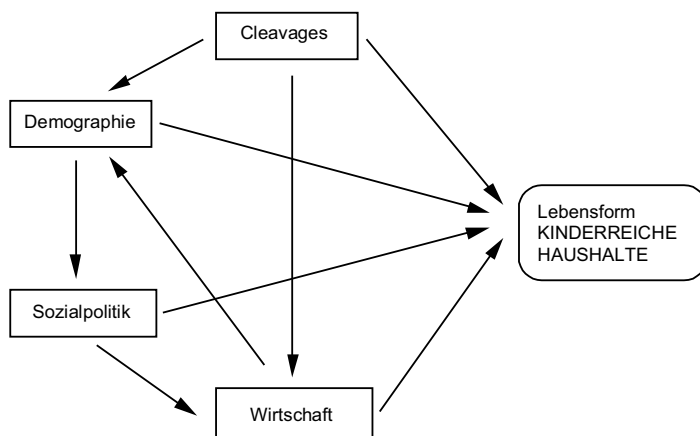 Cleavages
Demographie
Lebensform
KINDERREICHE
HAUSHALTE
Sozialpolitik
Wirtschaft